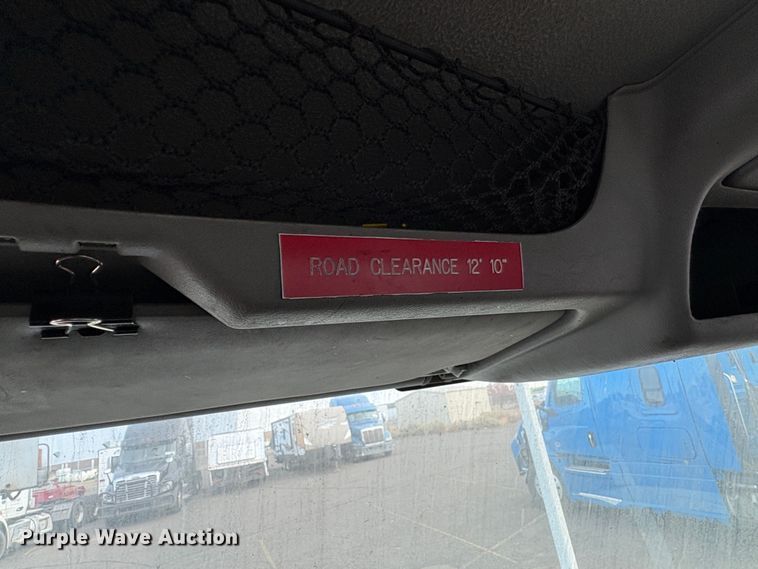 ROAD CLEARANCE 12' 10"
Purple Wave Auction